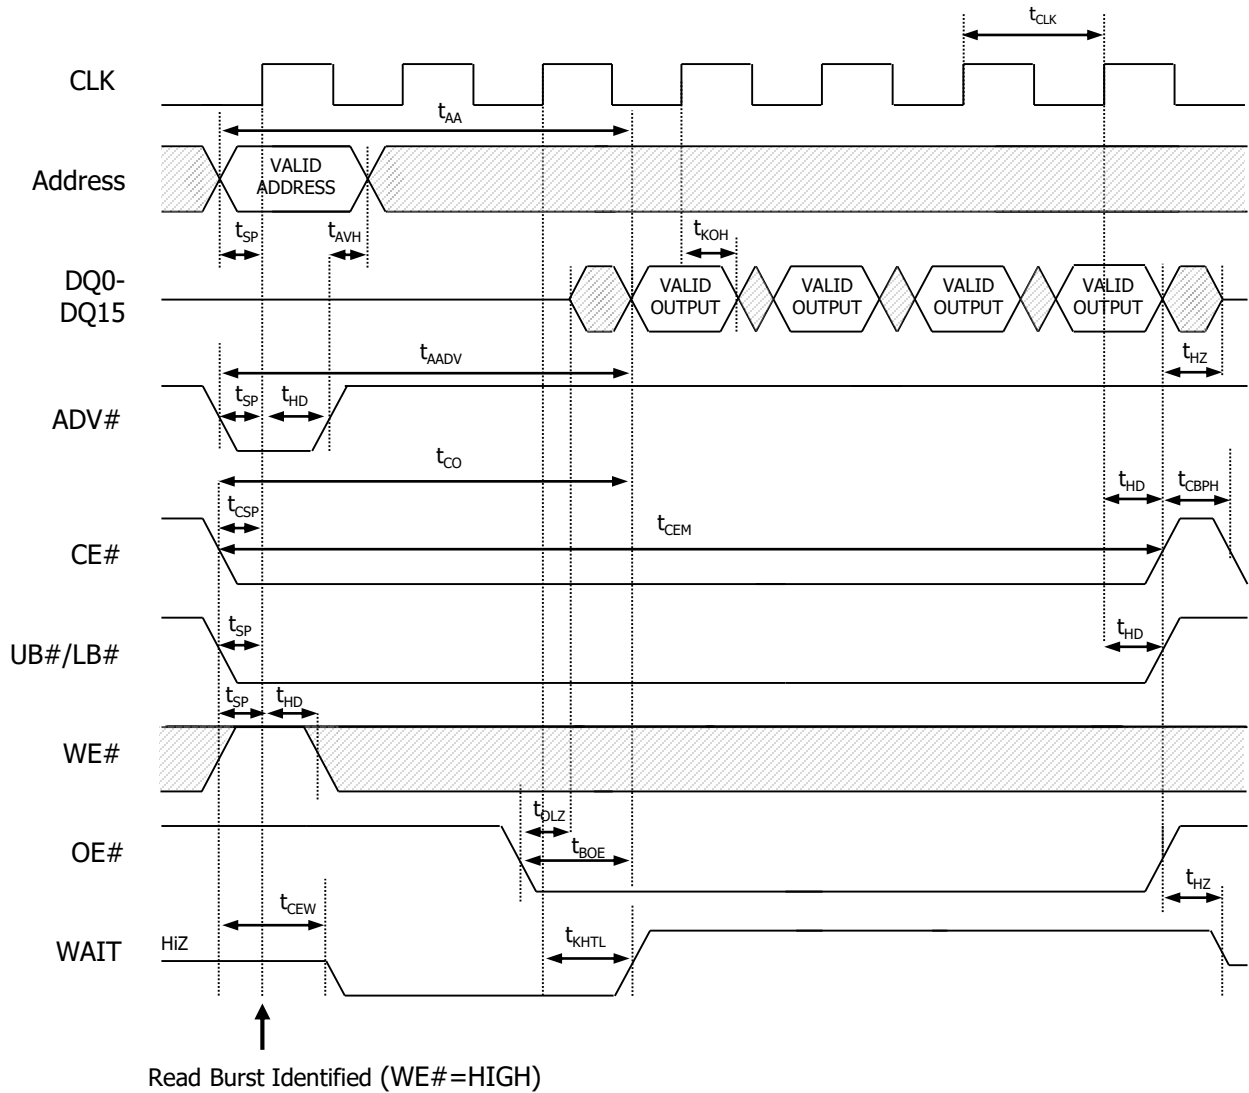 tCLK
CLK
tAA
Address
VALID
ADDRESS
tSP
tAVH
tKOH
DQ0-
DQ15
VALID
OUTPUT
VALID
OUTPUT
VALID
OUTPUT
VALID
OUTPUT
tAADV
tHZ
ADV#
tSP
tHD
tCO
tCSP
tHD
tCBPH
CE#
tCEM
UB#/LB#
tSP
tHD
tSP
tHD
WE#
tOLZ
OE#
tBOE
tHZ
tCEW
WAIT
HiZ
tKHTL
Read Burst Identified (WE#=HIGH)